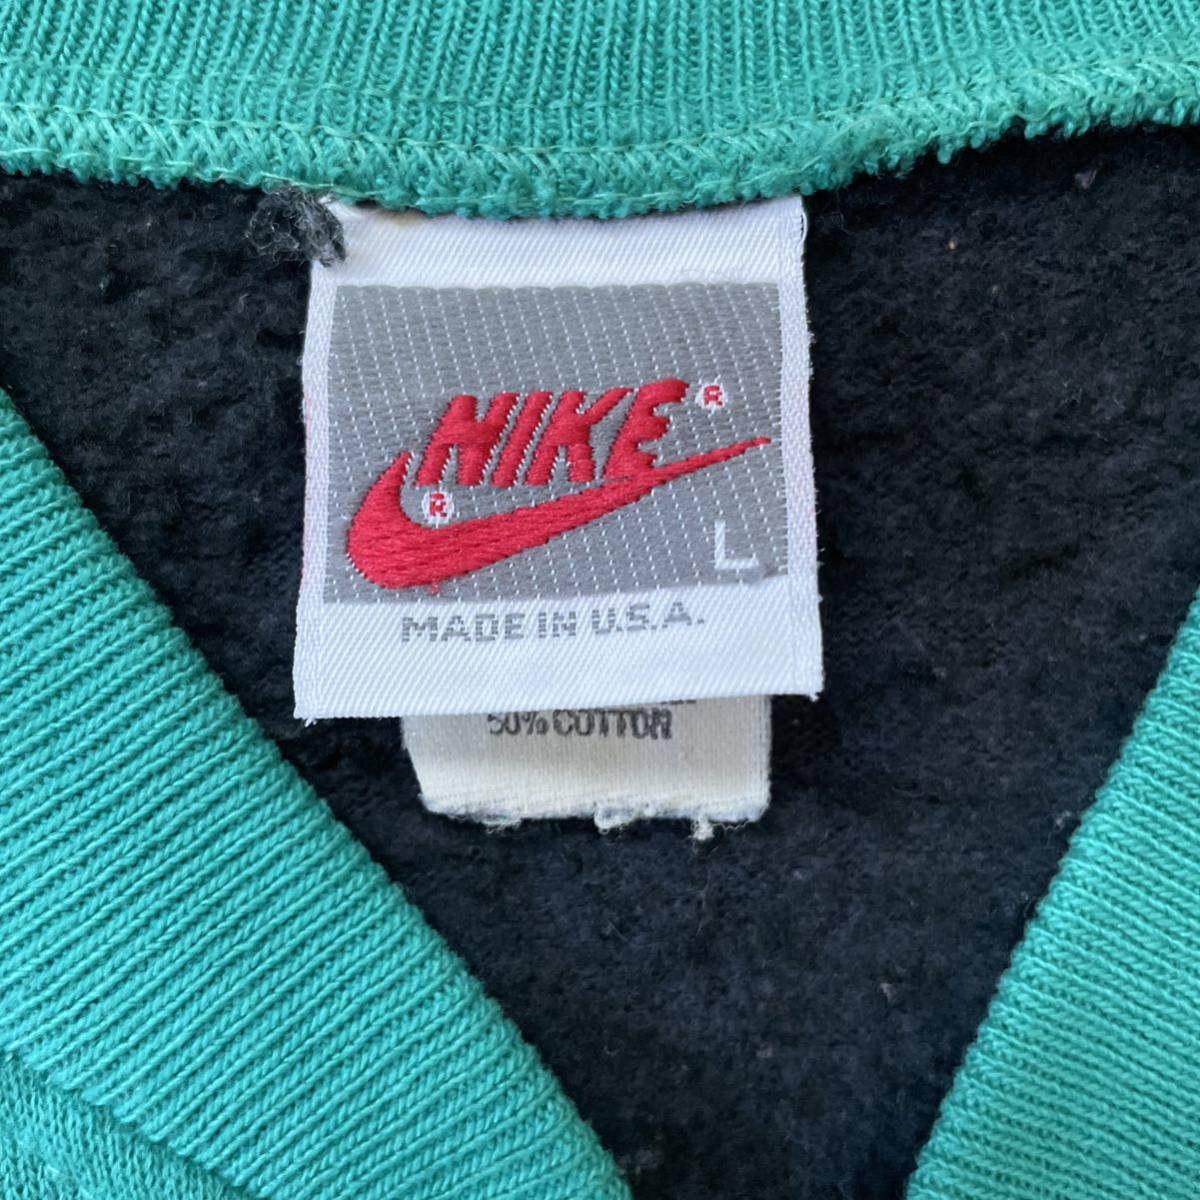 NIKE®
®
L
MADE IN U.S.A.
50% COTTON